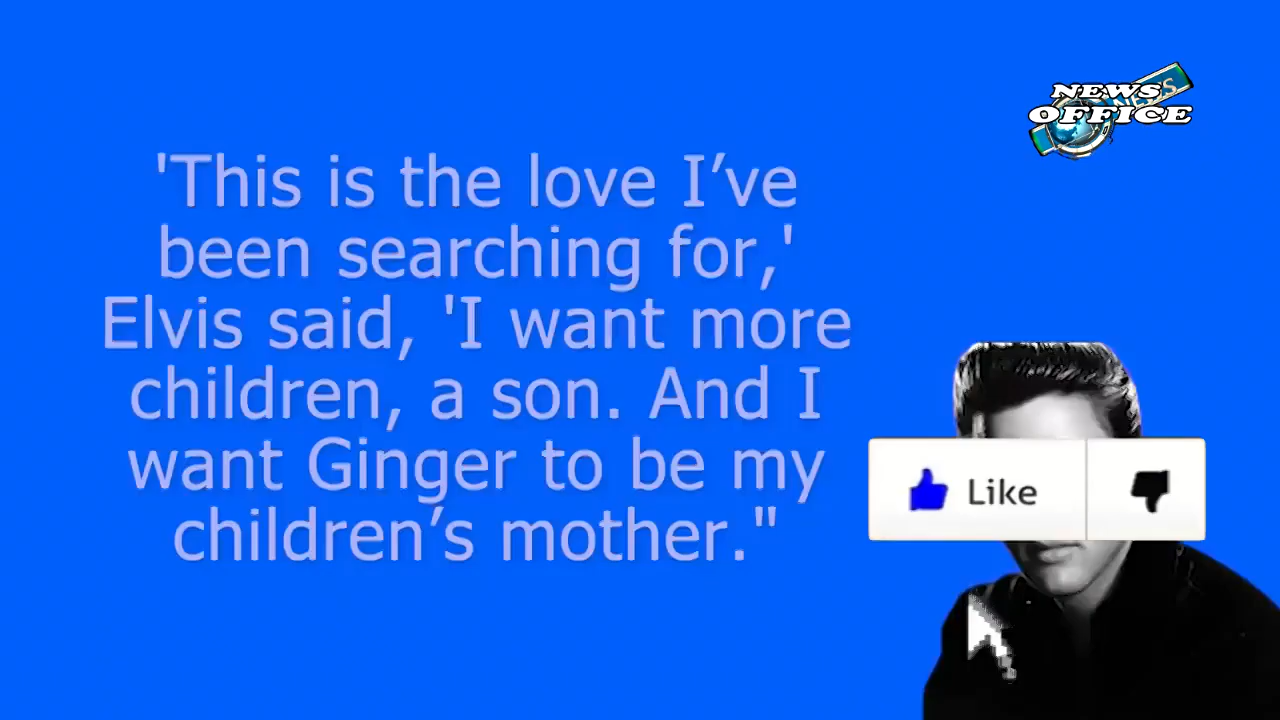 NEWS
OFFICE
'This is the love I’ve
been searching for,'
Elvis said, 'I want more
children, a son. And I
want Ginger to be my
children’s mother."
Like